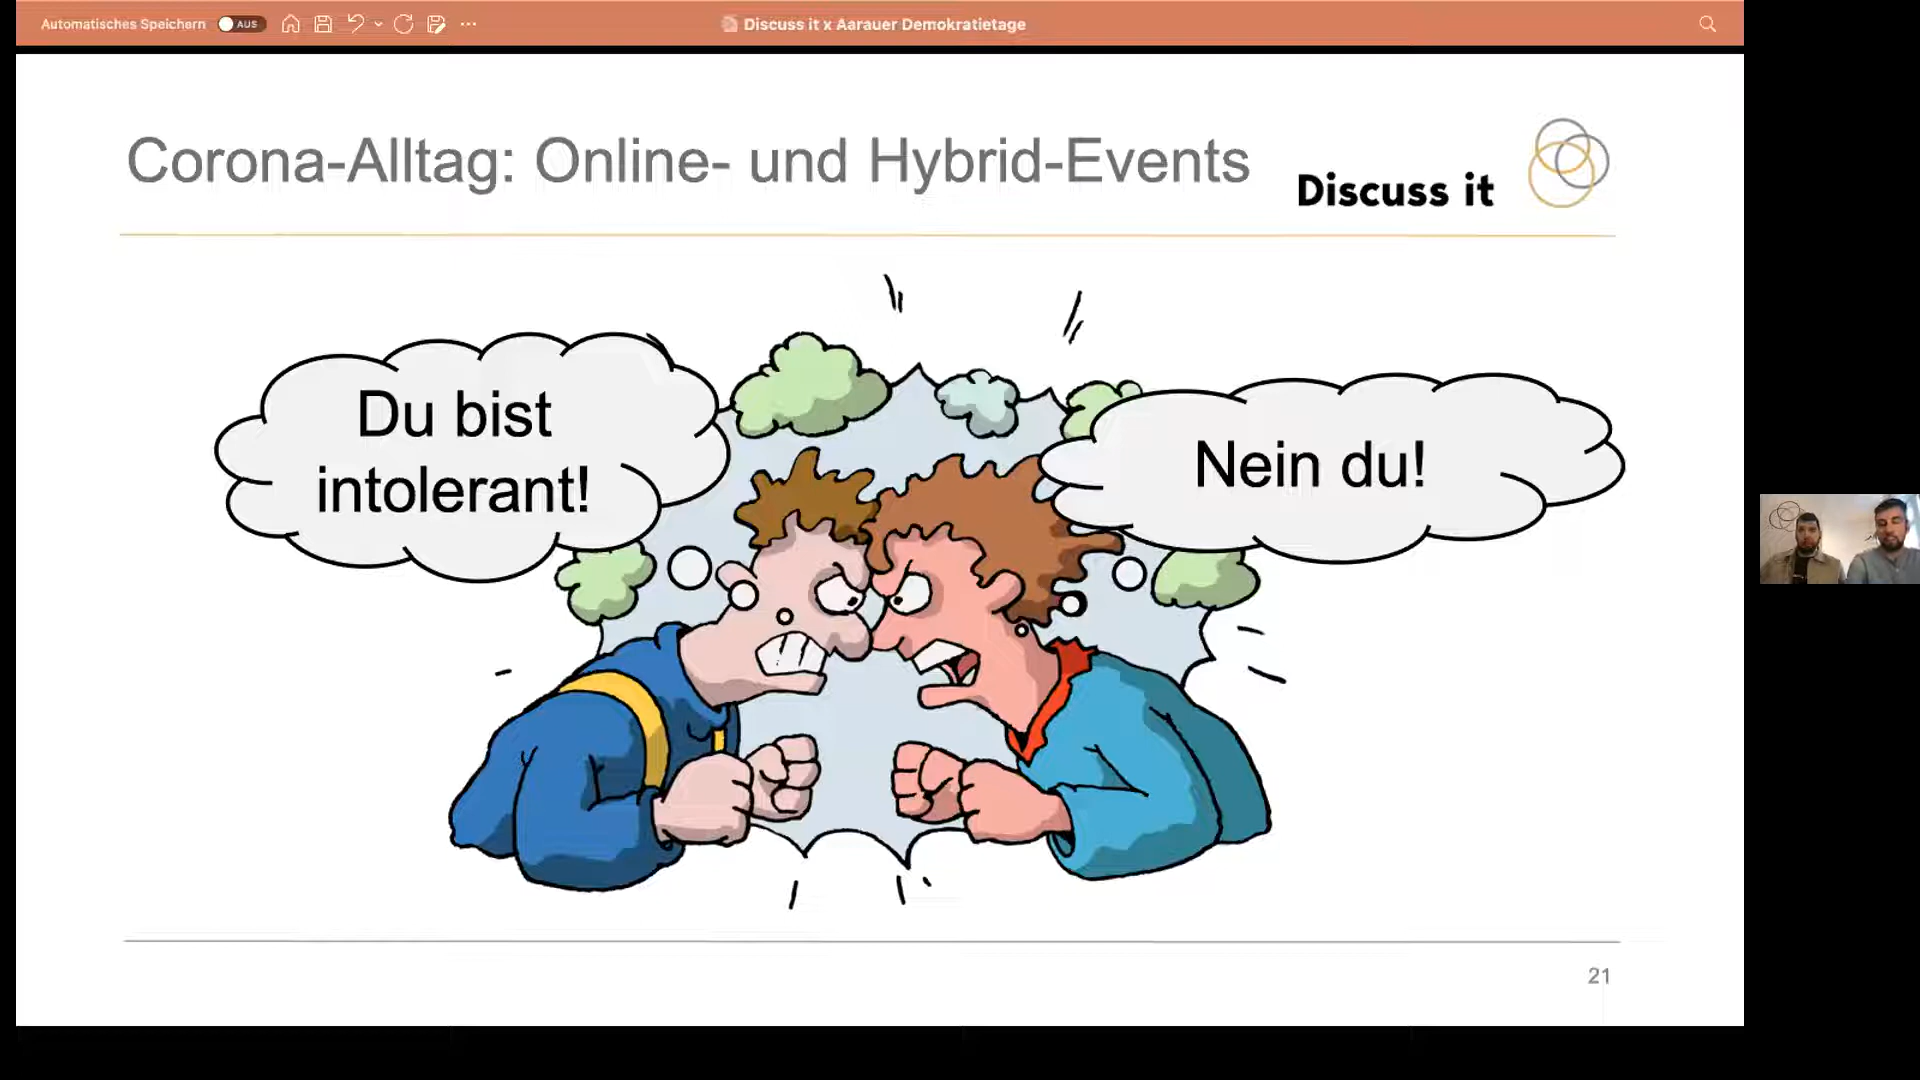 Automatisches Speichern AUS
Discuss it x Aarauer Demokratietage
Corona-Alltag: Online- und Hybrid-Events
Discuss it
Du bist
intolerant!
Nein du!
21